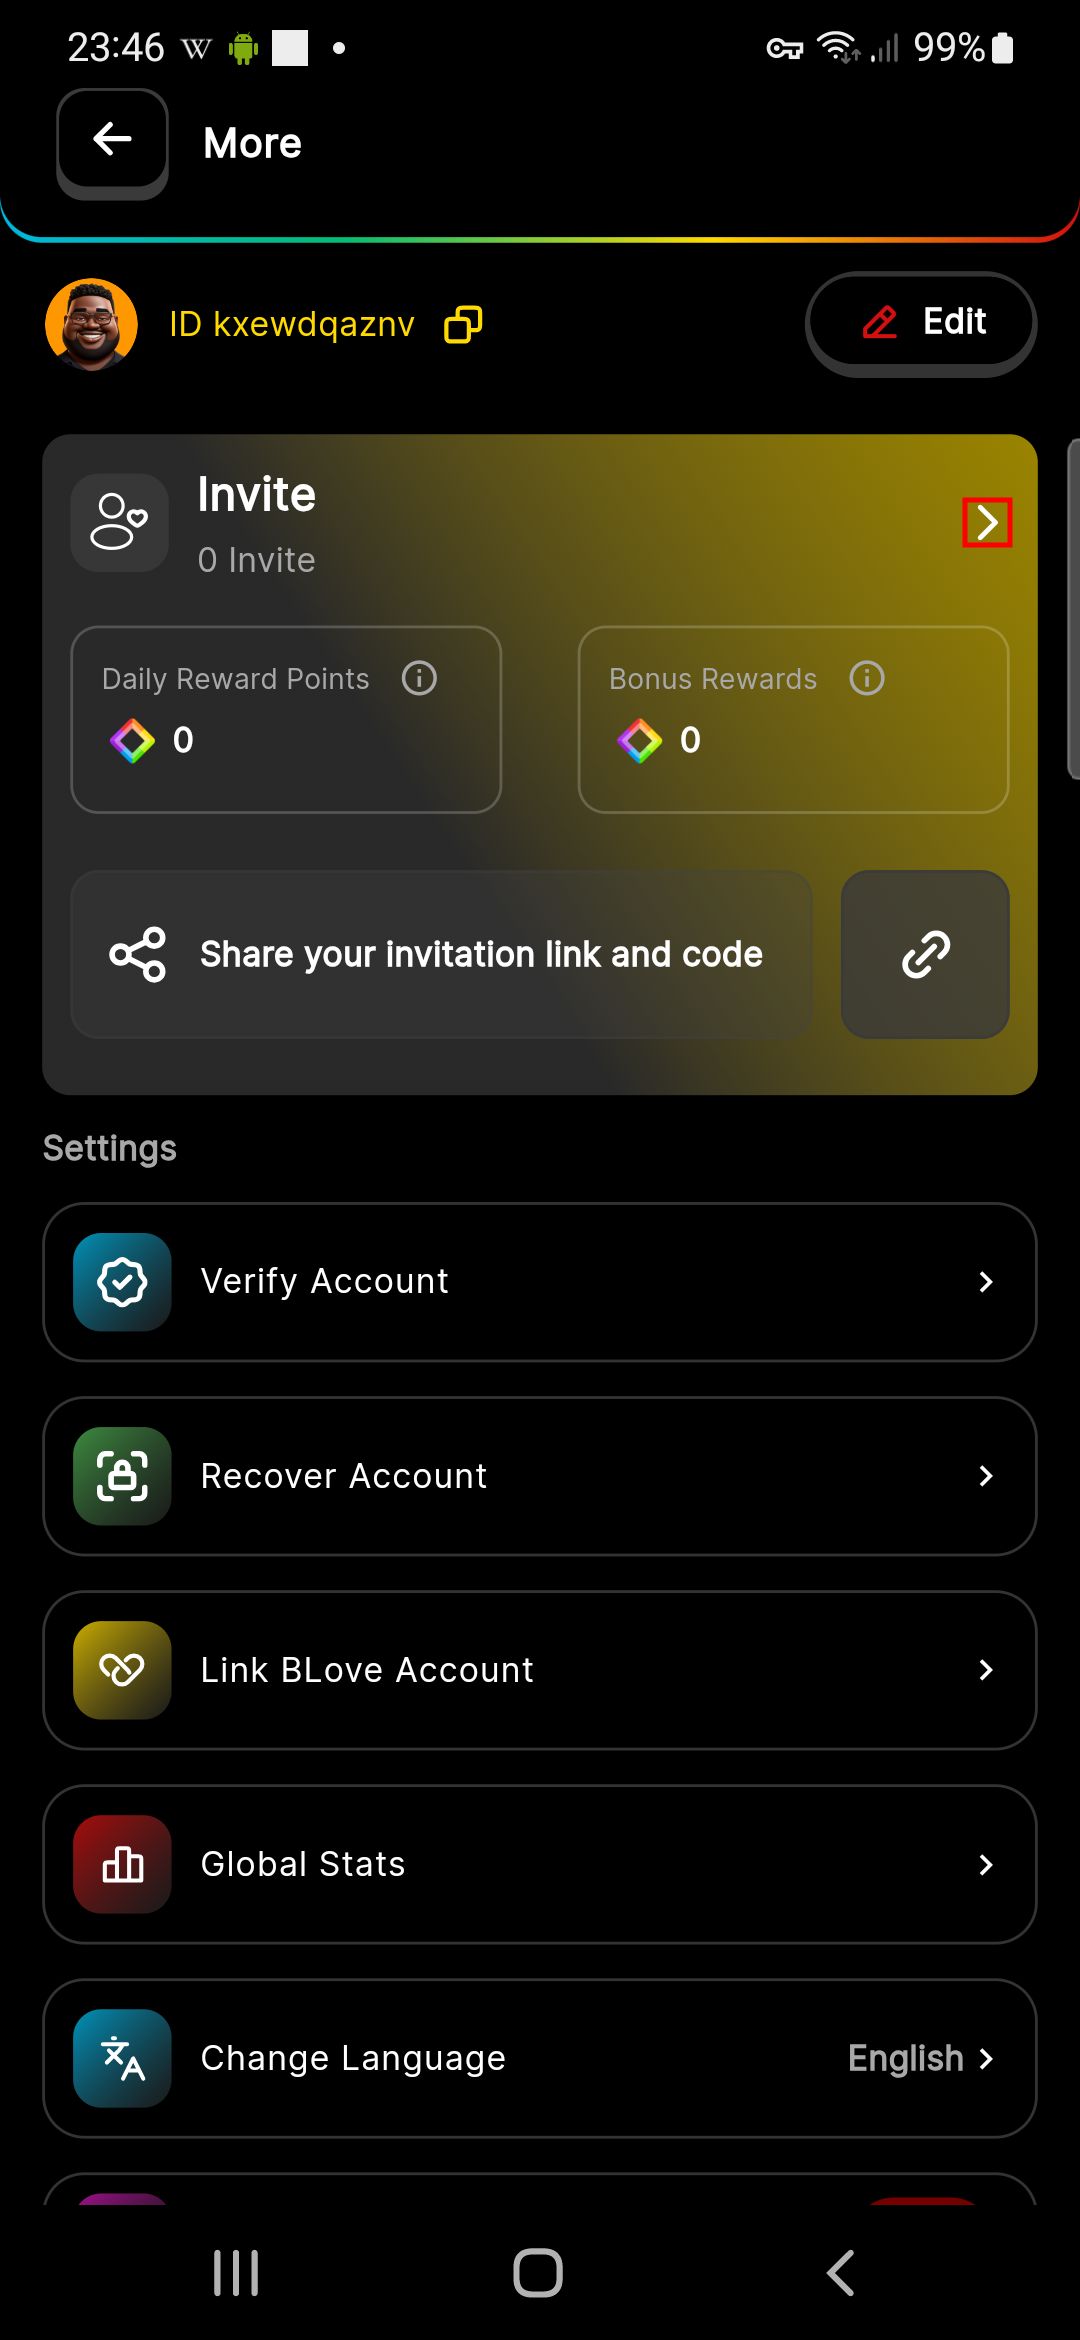 23:46 W 99%
More
ID kxewdqaznv
Edit
Invite
0 Invite
Daily Reward Points
0
Bonus Rewards
0
Share your invitation link and code
Settings
Verify Account
Recover Account
Link BLove Account
Global Stats
Change Language
English